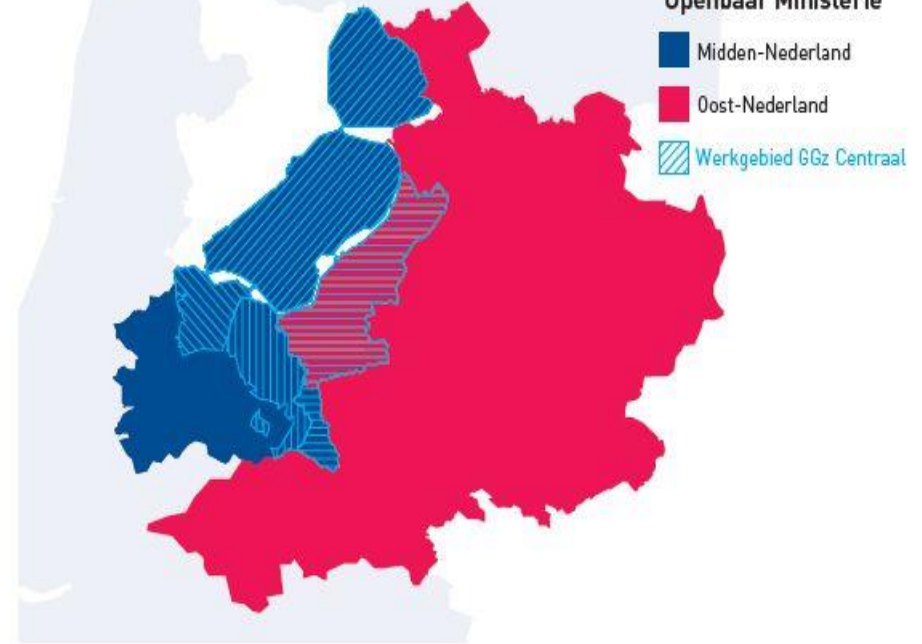 Openbaar Ministerie
Midden-Nederland
Oost-Nederland
Werkgebied GGz Centraal